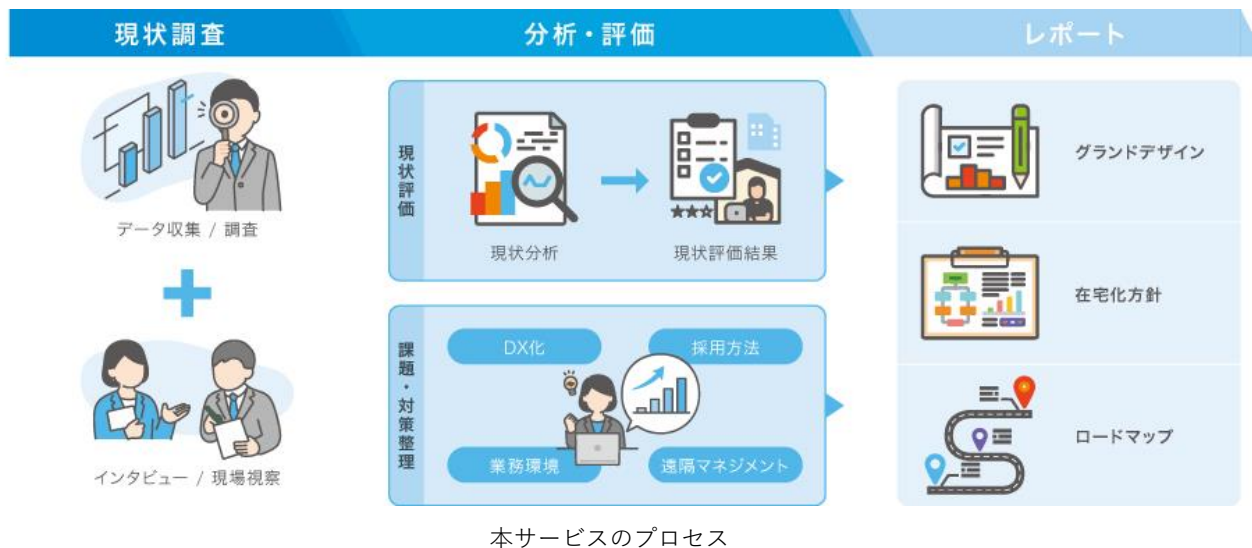 現状調査
分析・評価
レポート
データ収集 / 調査
インタビュー / 現場視察
現状評価
現状分析
現状評価結果
課題・対策整理
DX化
採用方法
業務環境
遠隔マネジメント
グランドデザイン
在宅化方針
ロードマップ
本サービスのプロセス